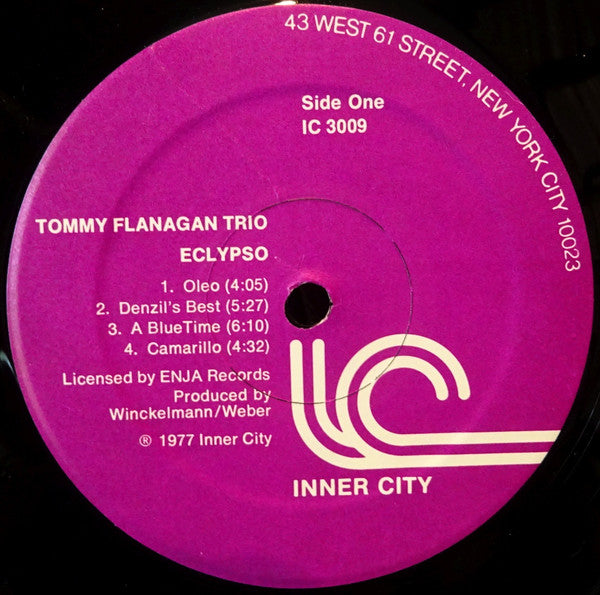 43 WEST 61 STREET, NEW YORK CITY 10023
Side One
IC 3009
TOMMY FLANAGAN TRIO
ECLYPSO
1. Oleo (4:05)
2. Denzil's Best (5:27)
3. A BlueTime (6:10)
4. Camarillo (4:32)
Licensed by ENJA Records
Produced by
Winckelmann/Weber
℗ 1977 Inner City
IC
INNER CITY